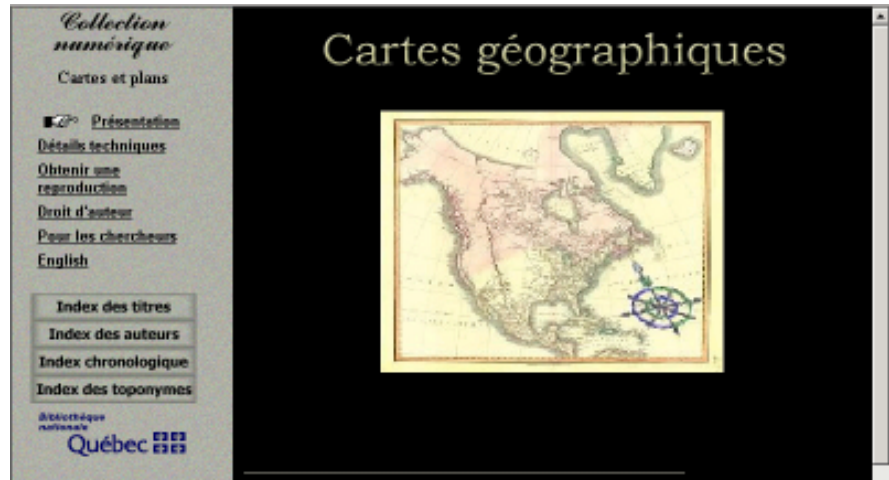 Collection
numérique
Cartes et plans
Présentation
Détails techniques
Obtenir une
reproduction
Droit d'auteur
Pour les chercheurs
English
Index des titres
Index des auteurs
Index chronologique
Index des toponymes
Bibliothèque
nationale
Québec
Cartes géographiques